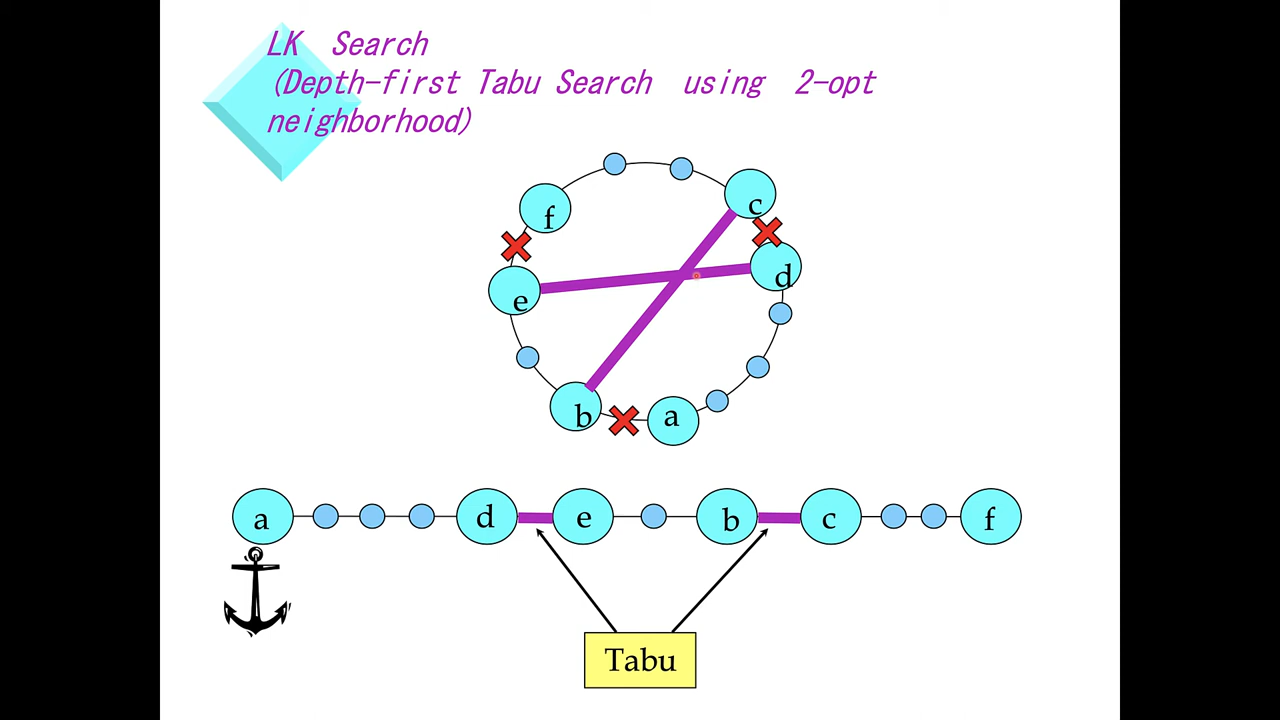 LK Search
(Depth-first Tabu Search using 2-opt
neighborhood)
c
f
d
e
b
a
a
d
e
b
c
f
Tabu